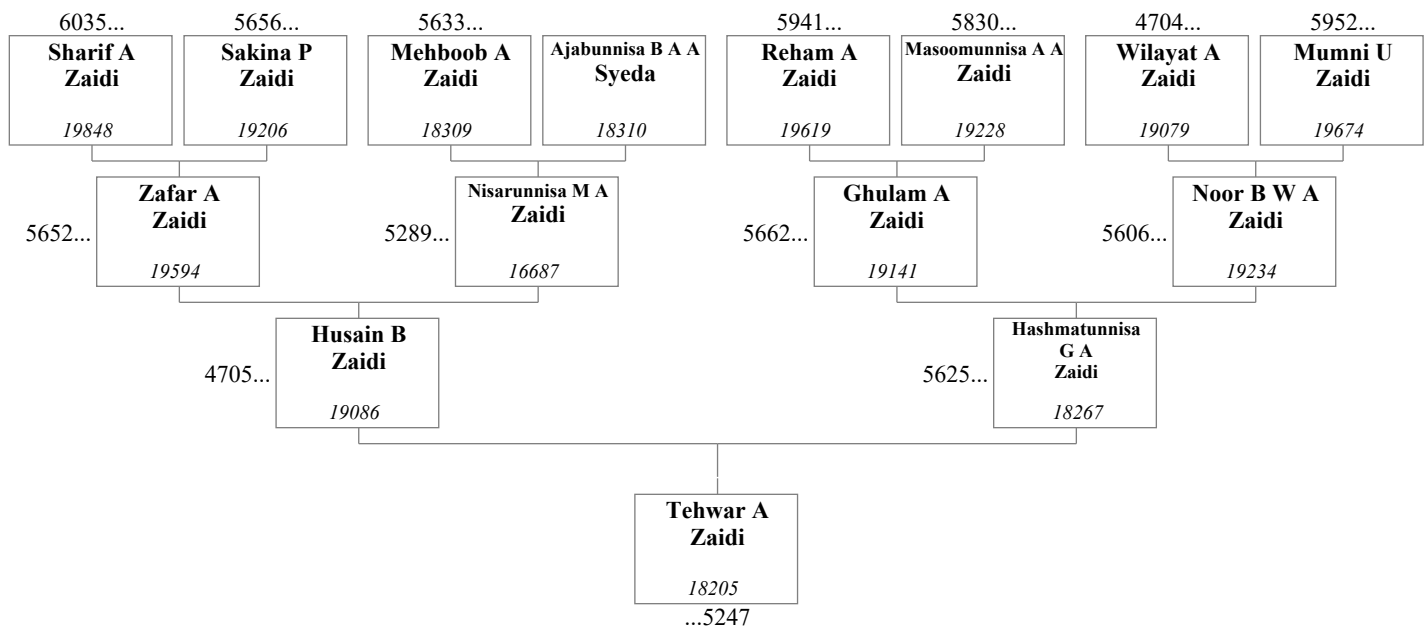 6035... 5656... 5633... 5941... 5830... 4704... 5952...
Sharif A
Zaidi
19848
Sakina P
Zaidi
19206
Mehboob A
Zaidi
18309
Ajabunnisa B A A
Syeda
18310
Reham A
Zaidi
19619
Masoomunnisa A A
Zaidi
19228
Wilayat A
Zaidi
19079
Mumni U
Zaidi
19674
5652...
Zafar A
Zaidi
19594
5289...
Nisarunnisa M A
Zaidi
16687
5662...
Ghulam A
Zaidi
19141
5606...
Noor B W A
Zaidi
19234
4705...
Husain B
Zaidi
19086
5625...
Hashmatunnisa
G A
Zaidi
18267
Tehwar A
Zaidi
18205
...5247